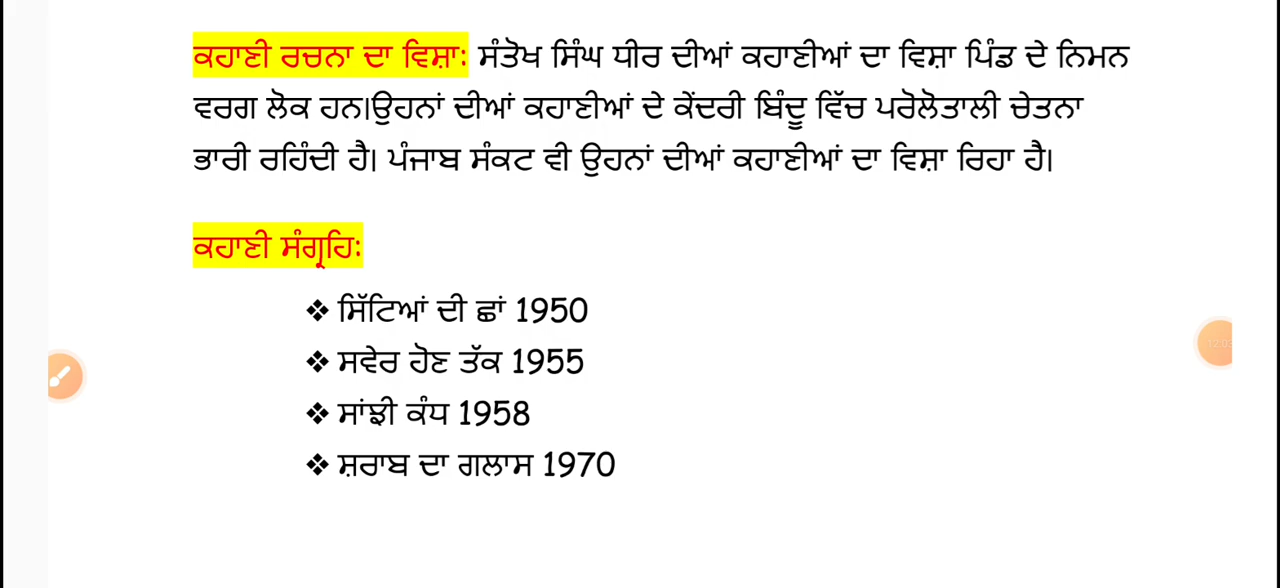 ਕਹਾਣੀ ਰਚਨਾ ਦਾ ਵਿਸ਼ਾ: ਸੰਤੋਖ ਸਿੰਘ ਧੀਰ ਦੀਆਂ ਕਹਾਣੀਆਂ ਦਾ ਵਿਸ਼ਾ ਪਿੰਡ ਦੇ ਨਿਮਨ
ਵਰਗ ਲੋਕ ਹਨ।ਉਹਨਾਂ ਦੀਆਂ ਕਹਾਣੀਆਂ ਦੇ ਕੇਂਦਰੀ ਬਿੰਦੂ ਵਿੱਚ ਪਰੋਲੋਤਾਲੀ ਚੇਤਨਾ
ਭਾਰੀ ਰਹਿੰਦੀ ਹੈ। ਪੰਜਾਬ ਸੰਕਟ ਵੀ ਉਹਨਾਂ ਦੀਆਂ ਕਹਾਣੀਆਂ ਦਾ ਵਿਸ਼ਾ ਰਿਹਾ ਹੈ।
ਕਹਾਣੀ ਸੰਗ੍ਰਹਿ:
❖ ਸਿੱਟਿਆਂ ਦੀ ਛਾਂ 1950
❖ ਸਵੇਰ ਹੋਣ ਤੱਕ 1955
❖ ਸਾਂਝੀ ਕੰਧ 1958
❖ ਸ਼ਰਾਬ ਦਾ ਗਲਾਸ 1970